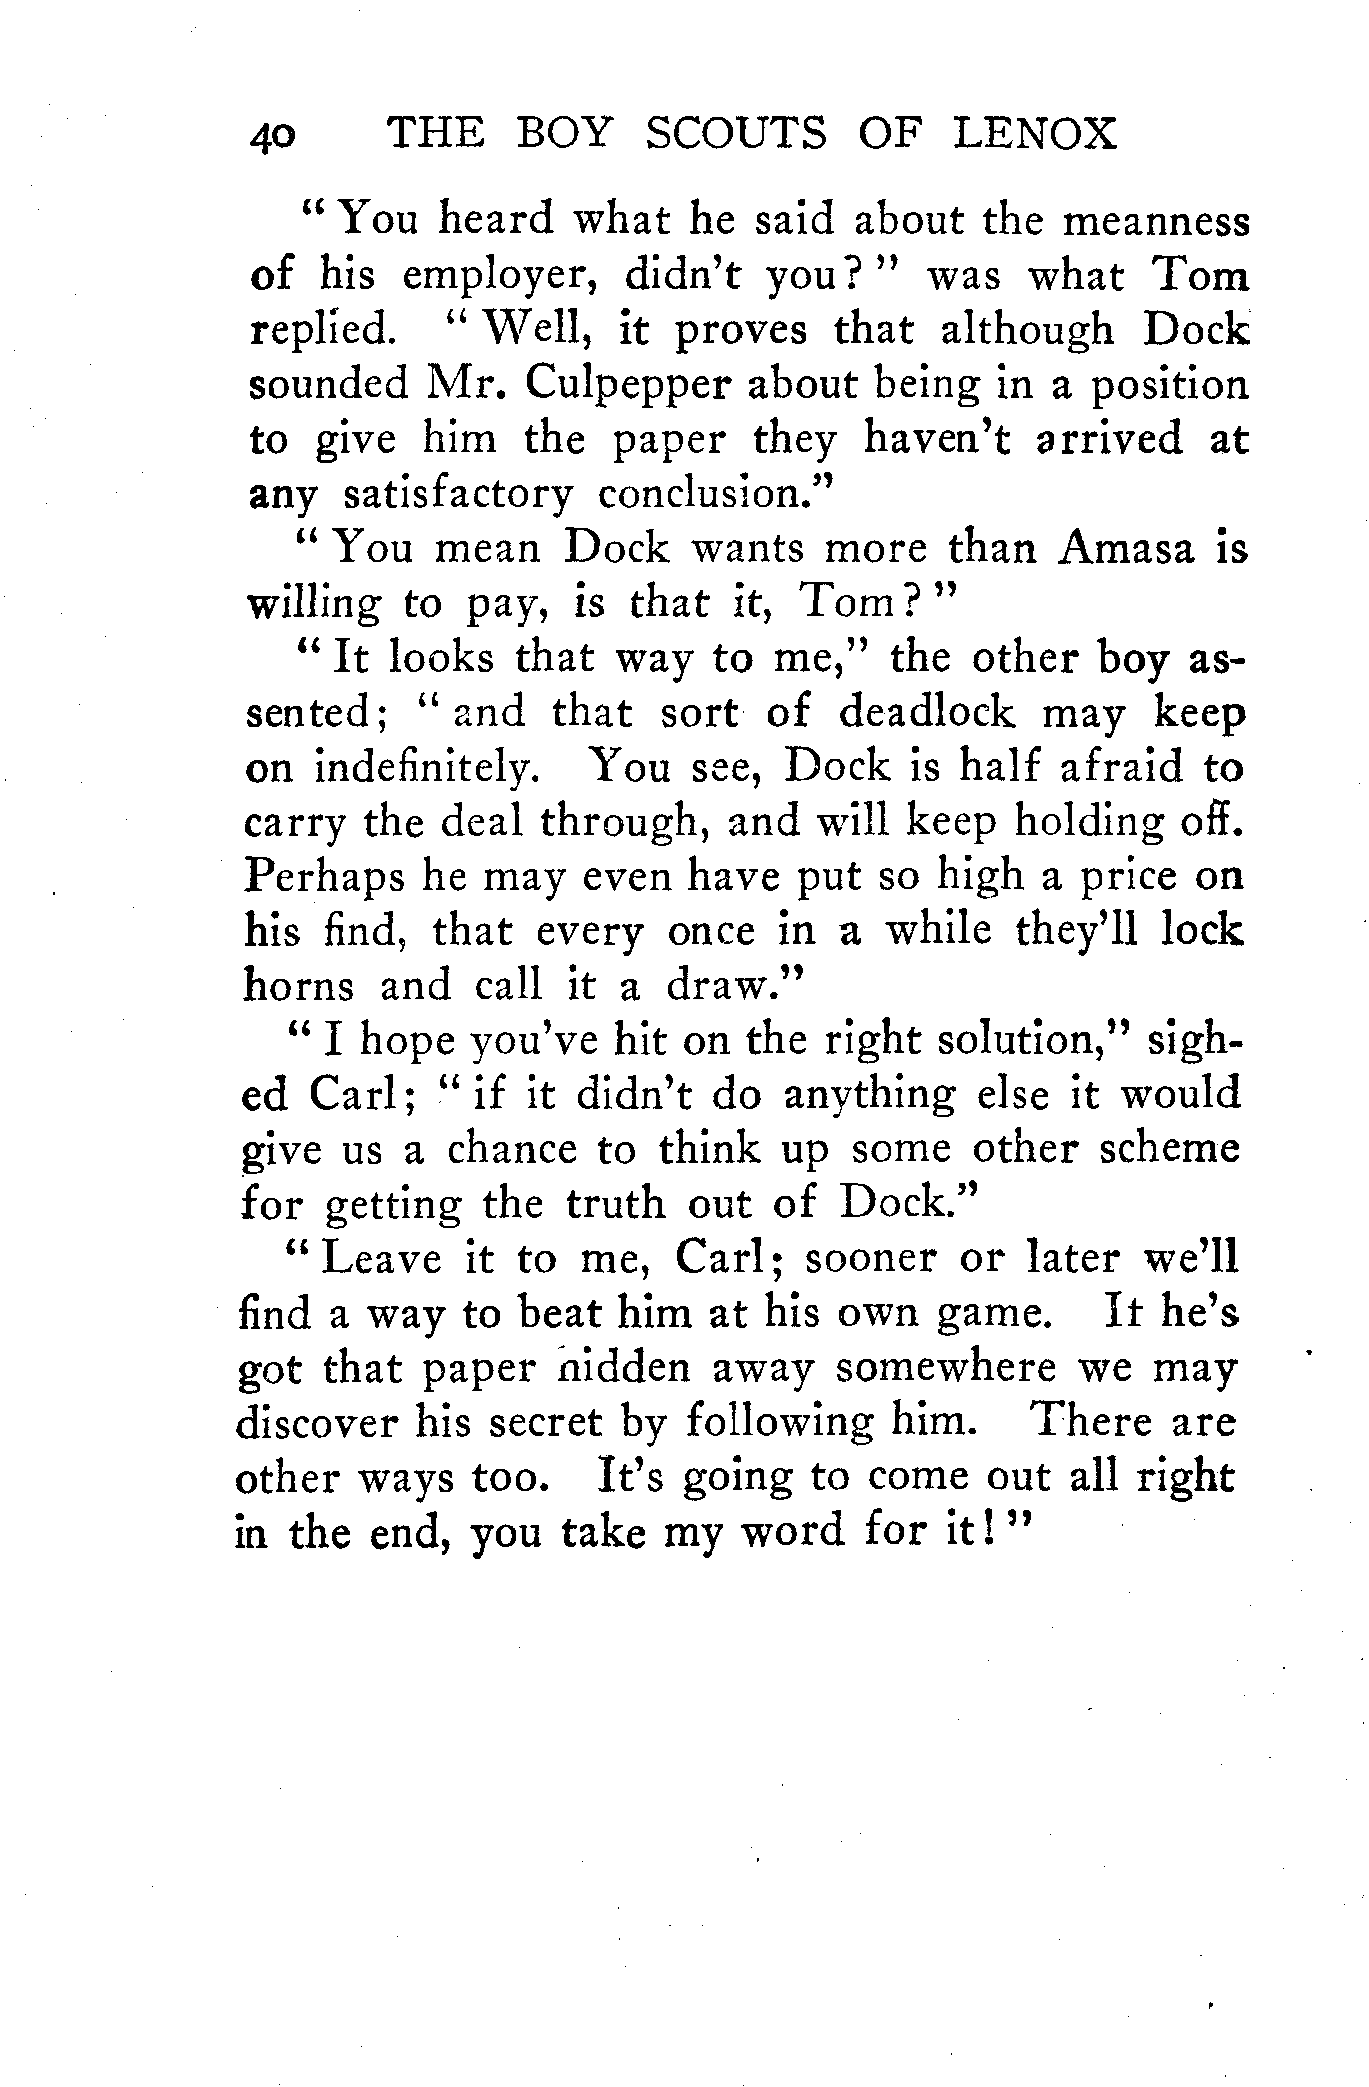 40 THE BOY SCOUTS OF LENOX
" You heard what he said about the meanness
of his employer, didn't you? " was what Tom
replied. " Well, it proves that although Dock
sounded Mr. Culpepper about being in a position
to give him the paper they haven't arrived at
any satisfactory conclusion."
" You mean Dock wants more than Amasa is
willing to pay, is that it, Tom? "
" It looks that way to me," the other boy as-
sented; " and that sort of deadlock may keep
on indefinitely. You see, Dock is half afraid to
carry the deal through, and will keep holding off.
Perhaps he may even have put so high a price on
his find, that every once in a while they'll lock
horns and call it a draw."
" I hope you've hit on the right solution," sigh-
ed Carl; " if it didn't do anything else it would
give us a chance to think up some other scheme
for getting the truth out of Dock."
" Leave it to me, Carl; sooner or later we'll
find a way to beat him at his own game. If he's
got that paper hidden away somewhere we may
discover his secret by following him. There are
other ways too. It's going to come out all right
in the end, you take my word for it! "